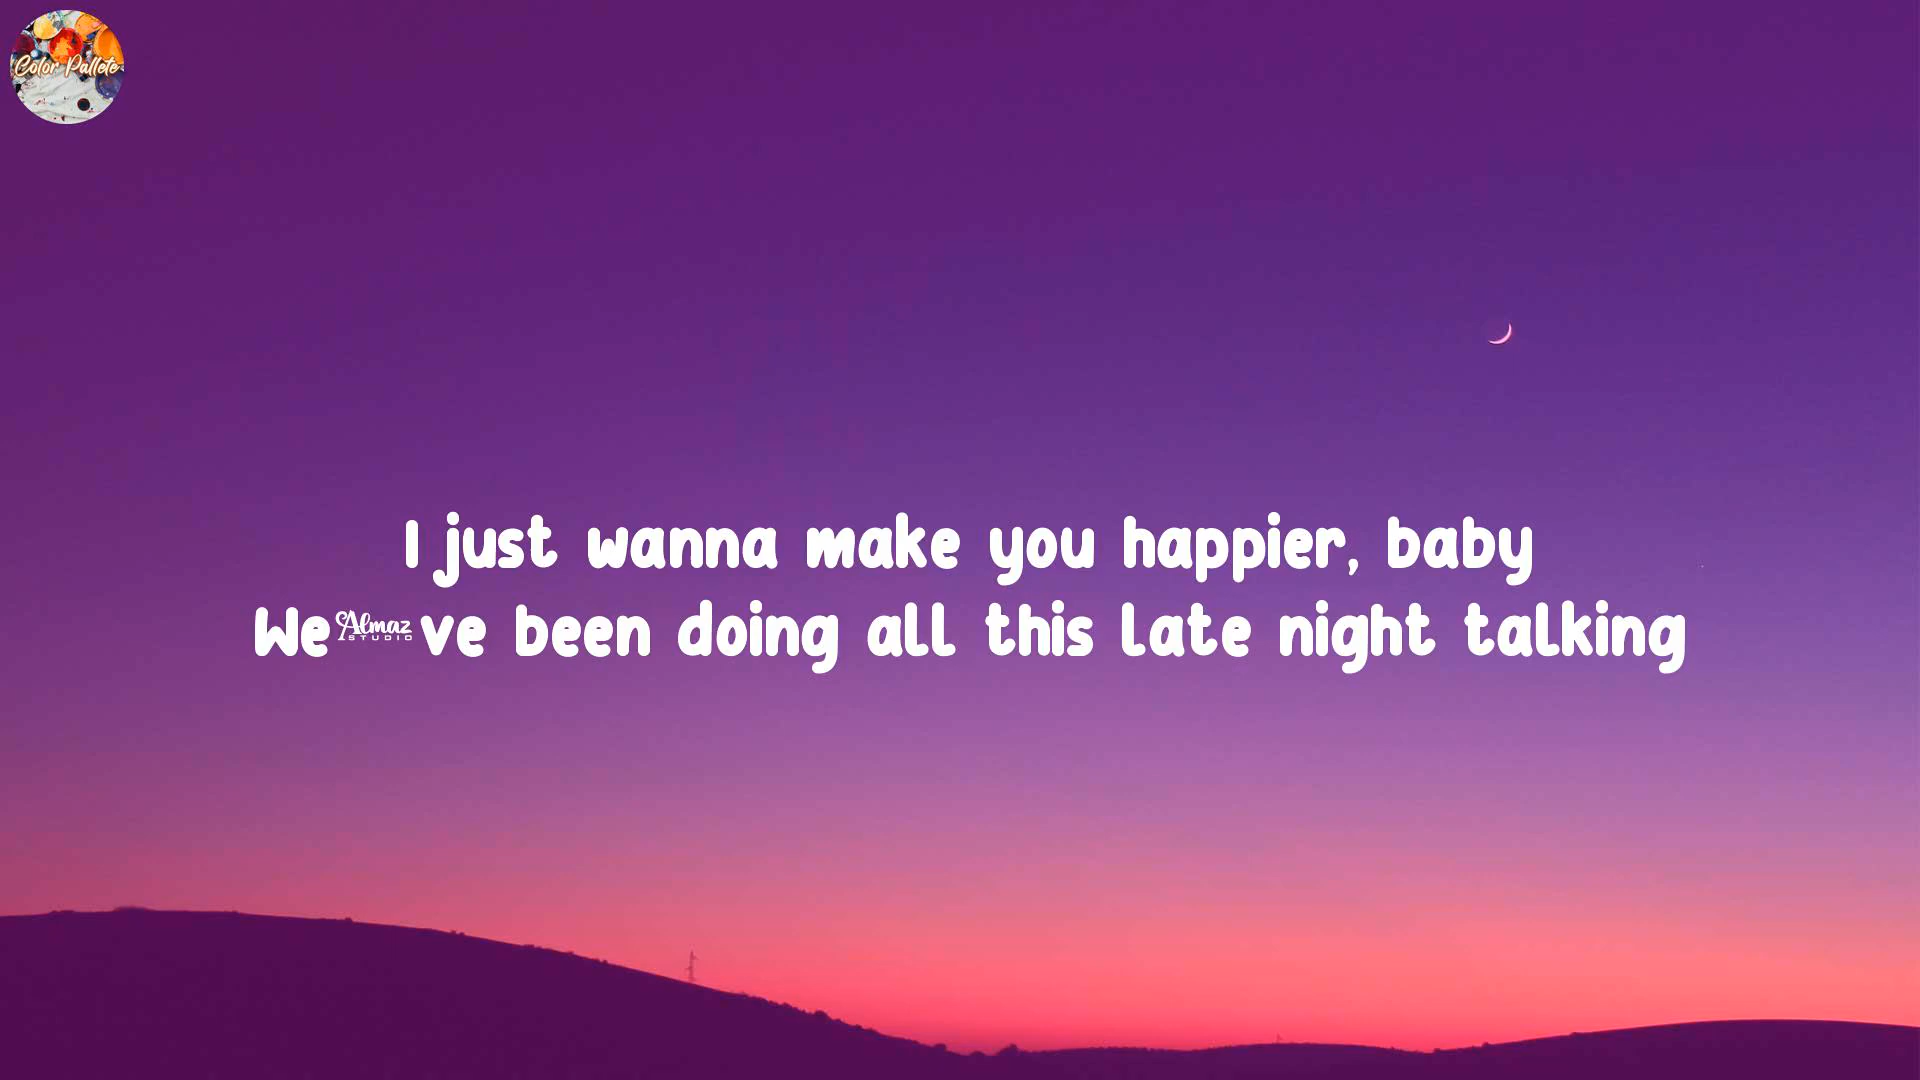 Color Pallete
I just wanna make you happier, baby
We Almaz STUDIO ve been doing all this late night talking